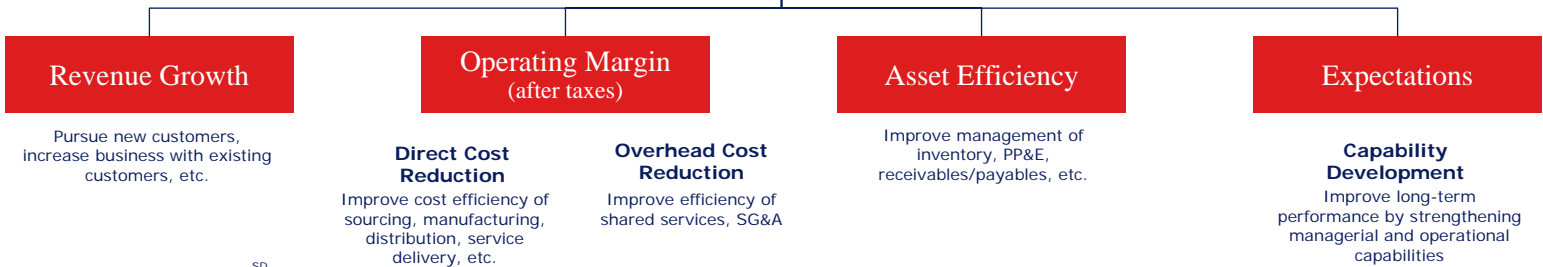 Revenue Growth
Pursue new customers,
increase business with existing
customers, etc.
Operating Margin
(after taxes)
Direct Cost
Reduction
Improve cost efficiency of
sourcing, manufacturing,
distribution, service
delivery, etc.
Overhead Cost
Reduction
Improve efficiency of
shared services, SG&A
Asset Efficiency
Improve management of
inventory, PP&E,
receivables/payables, etc.
Expectations
Capability
Development
Improve long-term
performance by strengthening
managerial and operational
capabilities
SD